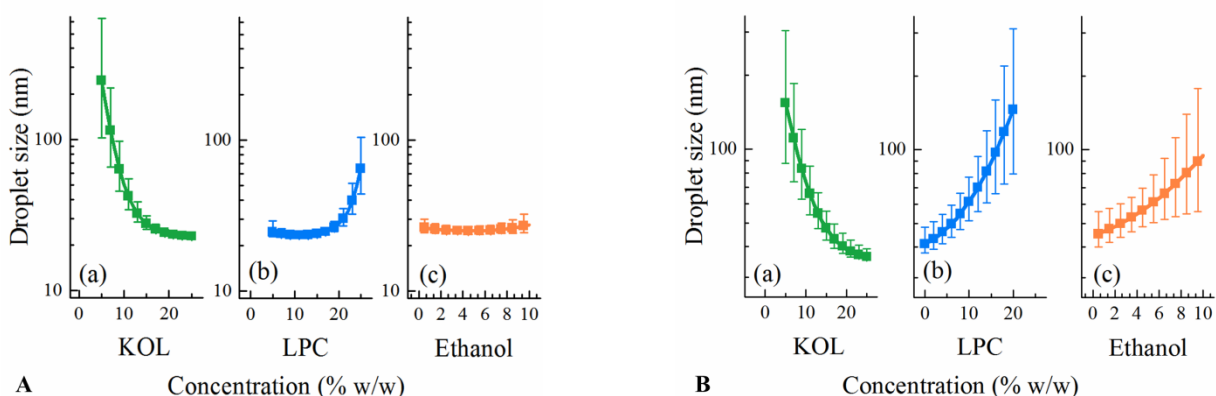 Droplet size (nm)
100
10
(a)
0 10 20
KOL
100
10
(b)
0 10 20
LPC
100
10
(c)
0 2 4 6 8 10
Ethanol
Concentration (% w/w)
A
Droplet size (nm)
100
(a)
0 10 20
KOL
100
(b)
0 10 20
LPC
100
(c)
0 2 4 6 8 10
Ethanol
Concentration (% w/w)
B